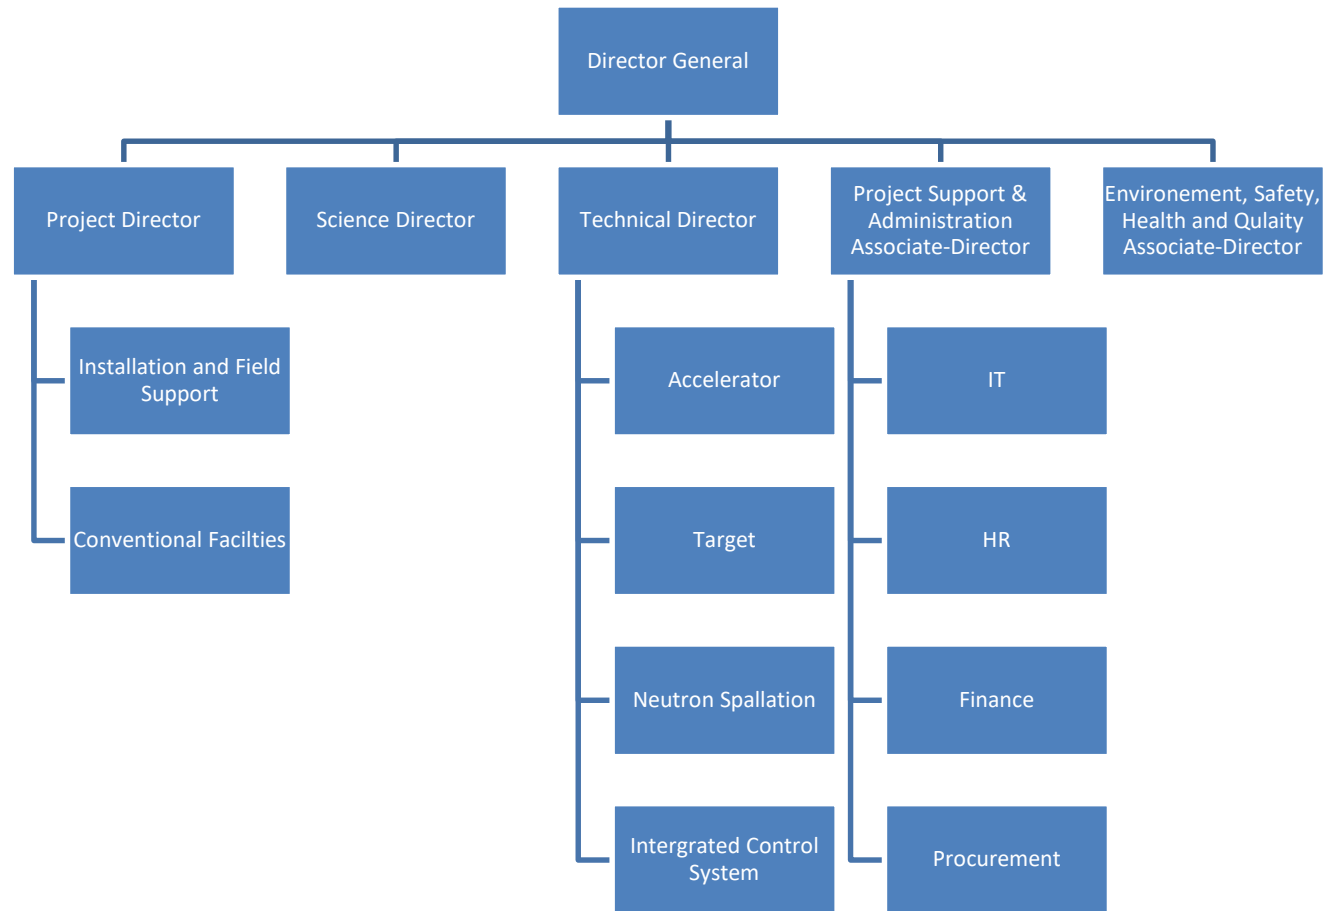 Director General
Project Director
Science Director
Technical Director
Project Support &
Administration
Associate-Director
Environement, Safety,
Health and Qulaity
Associate-Director
Installation and Field
Support
Accelerator
IT
Conventional Facilties
Target
HR
Neutron Spallation
Finance
Intergrated Control
System
Procurement